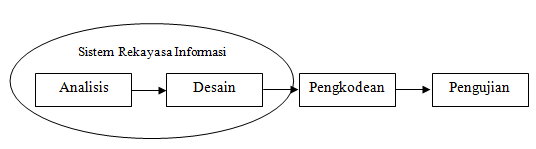 Sistem Rekayasa Informasi
Analisis
Desain
Pengkodean
Pengujian